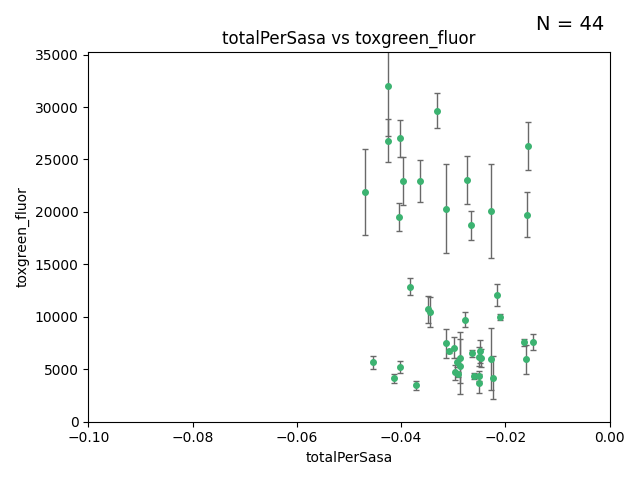 N = 44
totalPerSasa vs toxgreen_fluor
35000
30000
25000
20000
15000
10000
5000
0
toxgreen_fluor
−0.10 −0.08 −0.06 −0.04 −0.02 0.00
totalPerSasa